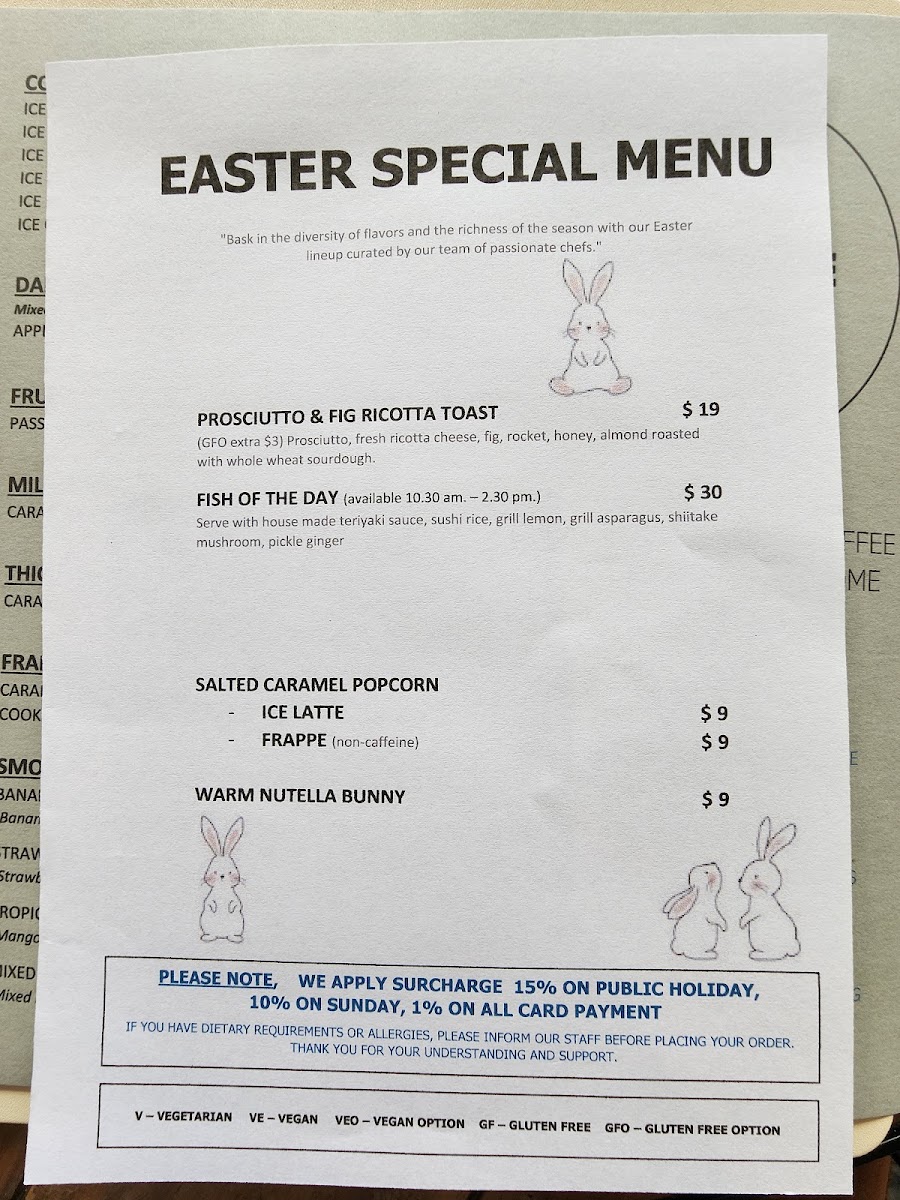 EASTER SPECIAL MENU
"Bask in the diversity of flavors and the richness of the season with our Easter
lineup curated by our team of passionate chefs."
PROSCIUTTO & FIG RICOTTA TOAST $ 19
(GFO extra $3) Prosciutto, fresh ricotta cheese, fig, rocket, honey, almond roasted
with whole wheat sourdough.
FISH OF THE DAY (available 10.30 am. – 2.30 pm.) $ 30
Serve with house made teriyaki sauce, sushi rice, grill lemon, grill asparagus, shiitake
mushroom, pickle ginger
SALTED CARAMEL POPCORN
- ICE LATTE $ 9
- FRAPPE (non-caffeine) $ 9
WARM NUTELLA BUNNY $ 9
PLEASE NOTE, WE APPLY SURCHARGE 15% ON PUBLIC HOLIDAY,
10% ON SUNDAY, 1% ON ALL CARD PAYMENT
IF YOU HAVE DIETARY REQUIREMENTS OR ALLERGIES, PLEASE INFORM OUR STAFF BEFORE PLACING YOUR ORDER.
THANK YOU FOR YOUR UNDERSTANDING AND SUPPORT.
V – VEGETARIAN VE – VEGAN VEO – VEGAN OPTION GF – GLUTEN FREE GFO – GLUTEN FREE OPTION
ICE
ICE
ICE
ICE
ICE
ICE